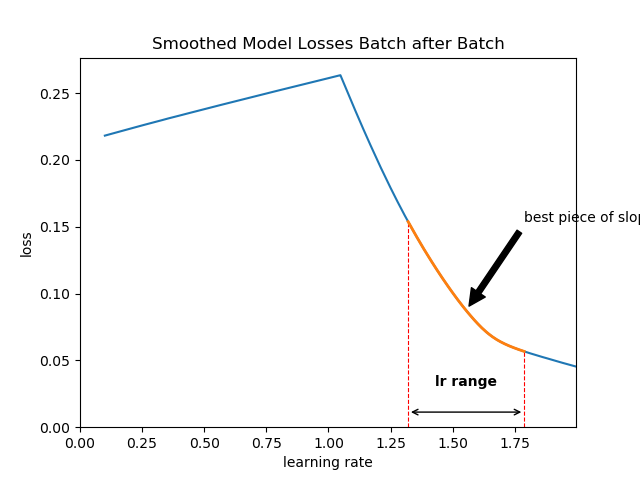 Smoothed Model Losses Batch after Batch
0.25
0.20
0.15
0.10
0.05
0.00
loss
best piece of slop
lr range
0.00 0.25 0.50 0.75 1.00 1.25 1.50 1.75
learning rate